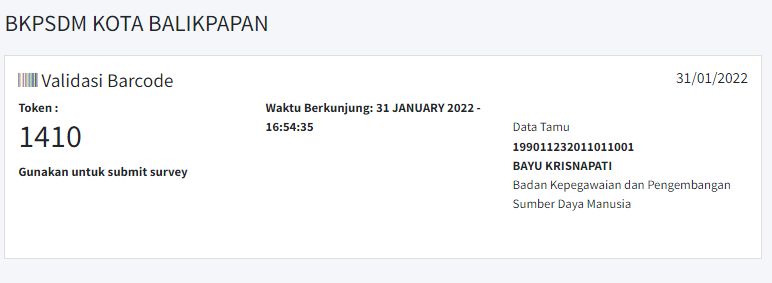 BKPSDM KOTA BALIKPAPAN
Validasi Barcode
31/01/2022
Token :
1410
Gunakan untuk submit survey
Waktu Berkunjung: 31 JANUARY 2022 -
16:54:35
Data Tamu
199011232011011001
BAYU KRISNAPATI
Badan Kepegawaian dan Pengembangan
Sumber Daya Manusia